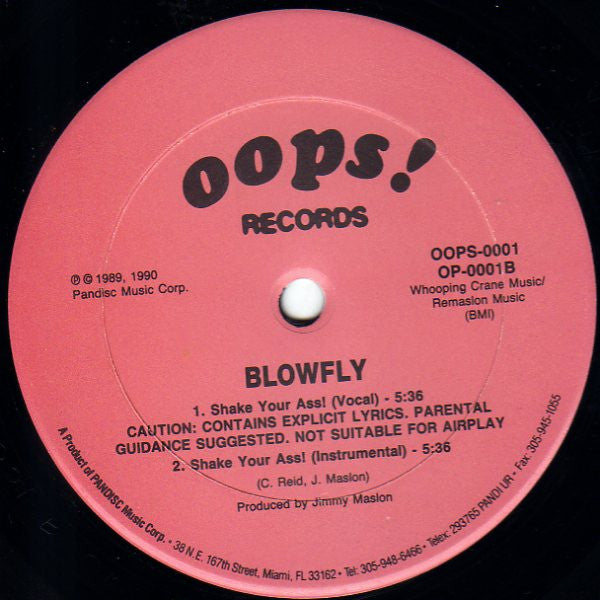 oops!
RECORDS
℗ © 1989, 1990
Pandisc Music Corp.
OOPS-0001
OP-0001B
Whooping Crane Music/
Remaslon Music
(BMI)
BLOWFLY
1. Shake Your Ass! (Vocal) - 5:36
CAUTION: CONTAINS EXPLICIT LYRICS. PARENTAL
GUIDANCE SUGGESTED. NOT SUITABLE FOR AIRPLAY
2. Shake Your Ass! (Instrumental) - 5:36
(C. Reid, J. Maslon)
Produced by Jimmy Maslon
A Product of PANDISC Music Corp. • 38 N.E. 167th Street, Miami, FL 33162 • Tel: 305-948-6466 • Telex: 293765 PANDI UR • Fax: 305-945-1055